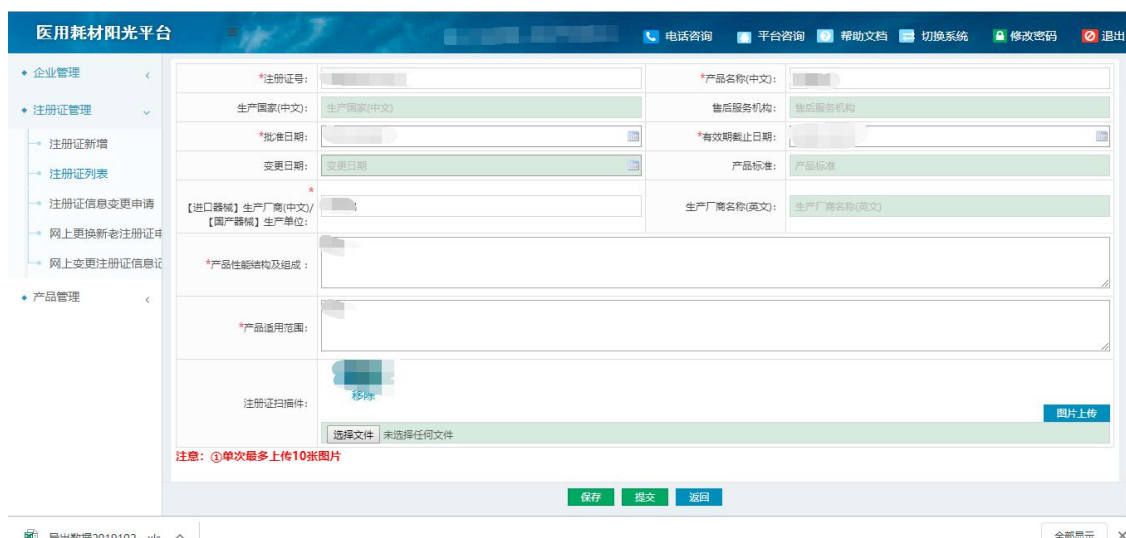 医用耗材阳光平台
电话咨询 平台咨询 帮助文档 切换系统 修改密码 退出
企业管理
注册证管理
注册证新增
注册证列表
注册证信息变更申请
网上更换新老注册证申
网上变更注册证信息记
产品管理
*注册证号: *产品名称(中文):
生产国家(中文): 生产国家(中文) 售后服务机构: 售后服务机构
*批准日期: *有效期截止日期:
变更日期: 变更日期 产品标准: 产品标准
*
【进口器械】生产厂商(中文)/
【国产器械】生产单位: 生产厂商名称(英文): 生产厂商名称(英文)
*产品性能结构及组成 :
*产品适用范围:
注册证扫描件: 移除
图片上传
选择文件 未选择任何文件
注意: ①单次最多上传10张图片
保存 提交 返回
全部显示